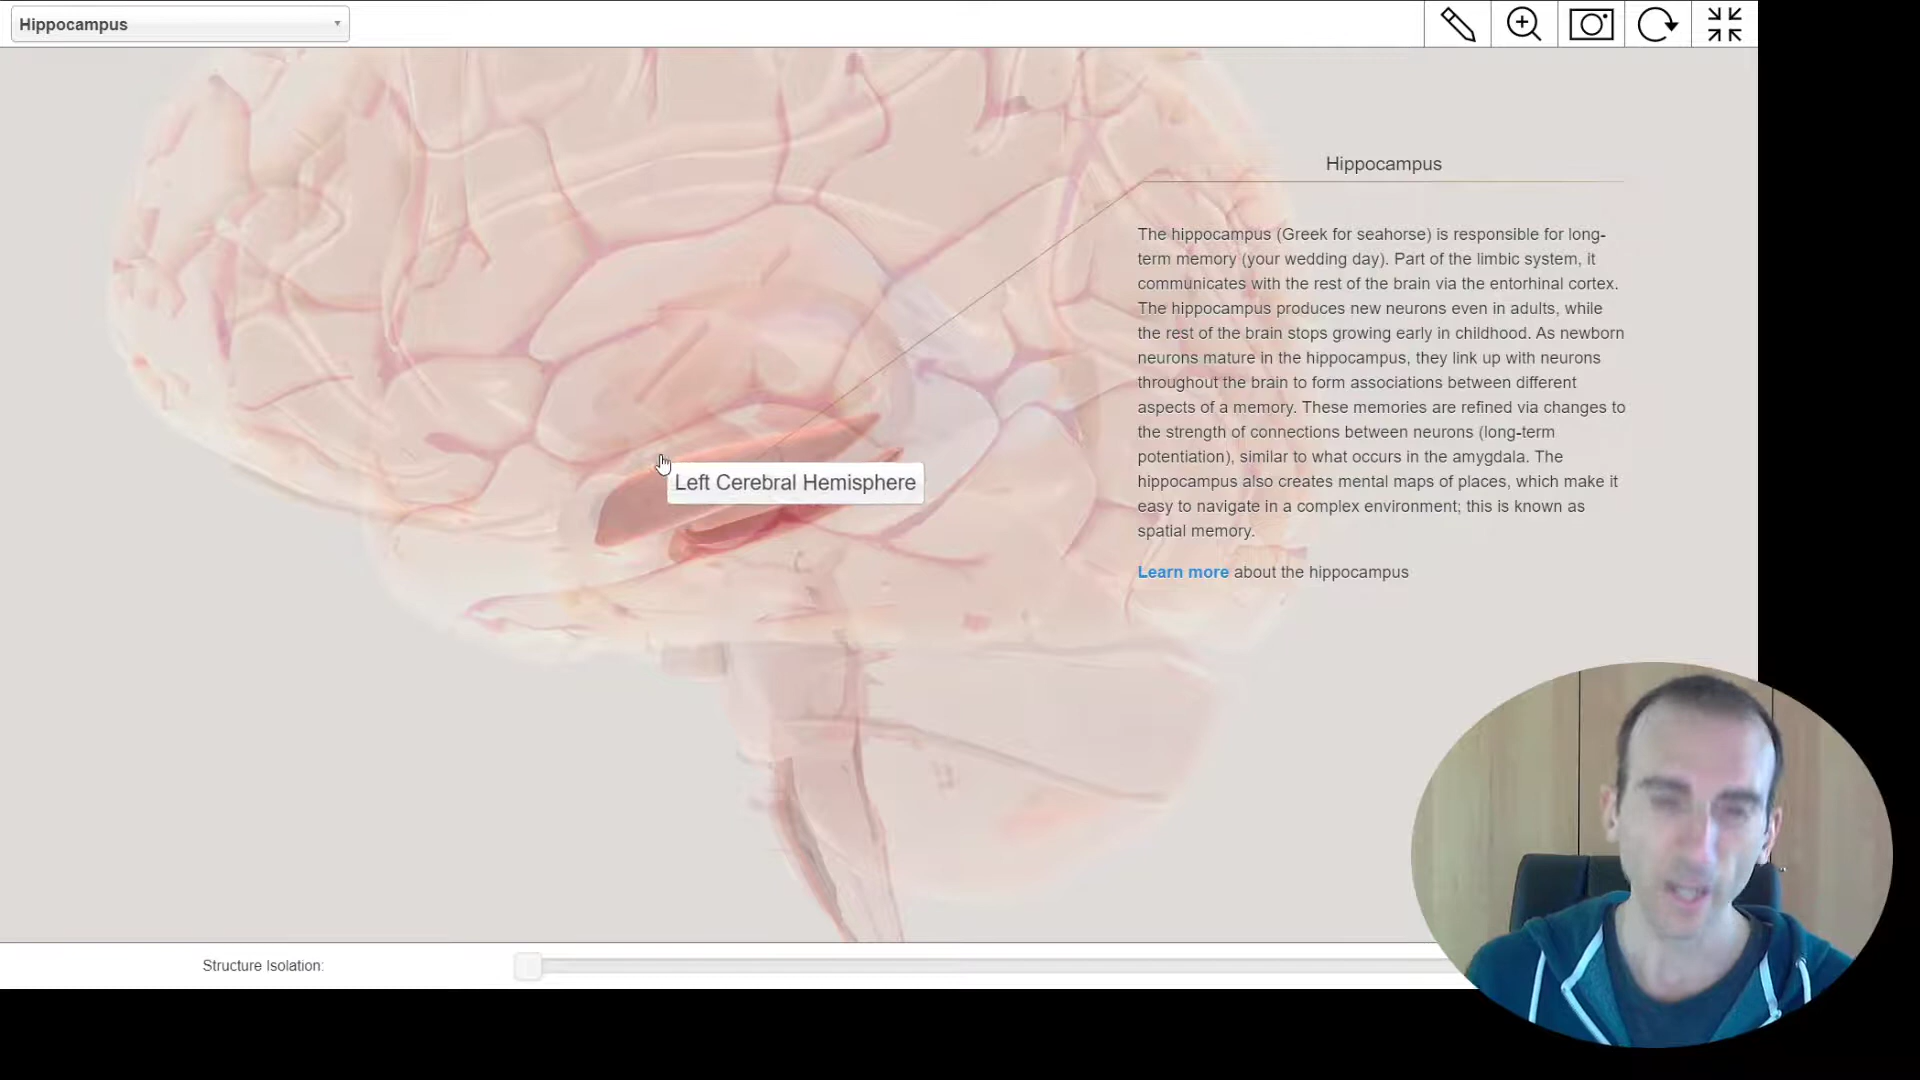 Hippocampus
Hippocampus
The hippocampus (Greek for seahorse) is responsible for long-
term memory (your wedding day). Part of the limbic system, it
communicates with the rest of the brain via the entorhinal cortex.
The hippocampus produces new neurons even in adults, while
the rest of the brain stops growing early in childhood. As newborn
neurons mature in the hippocampus, they link up with neurons
throughout the brain to form associations between different
aspects of a memory. These memories are refined via changes to
the strength of connections between neurons (long-term
potentiation), similar to what occurs in the amygdala. The
hippocampus also creates mental maps of places, which make it
easy to navigate in a complex environment; this is known as
spatial memory.
Learn more about the hippocampus
Left Cerebral Hemisphere
Structure Isolation: